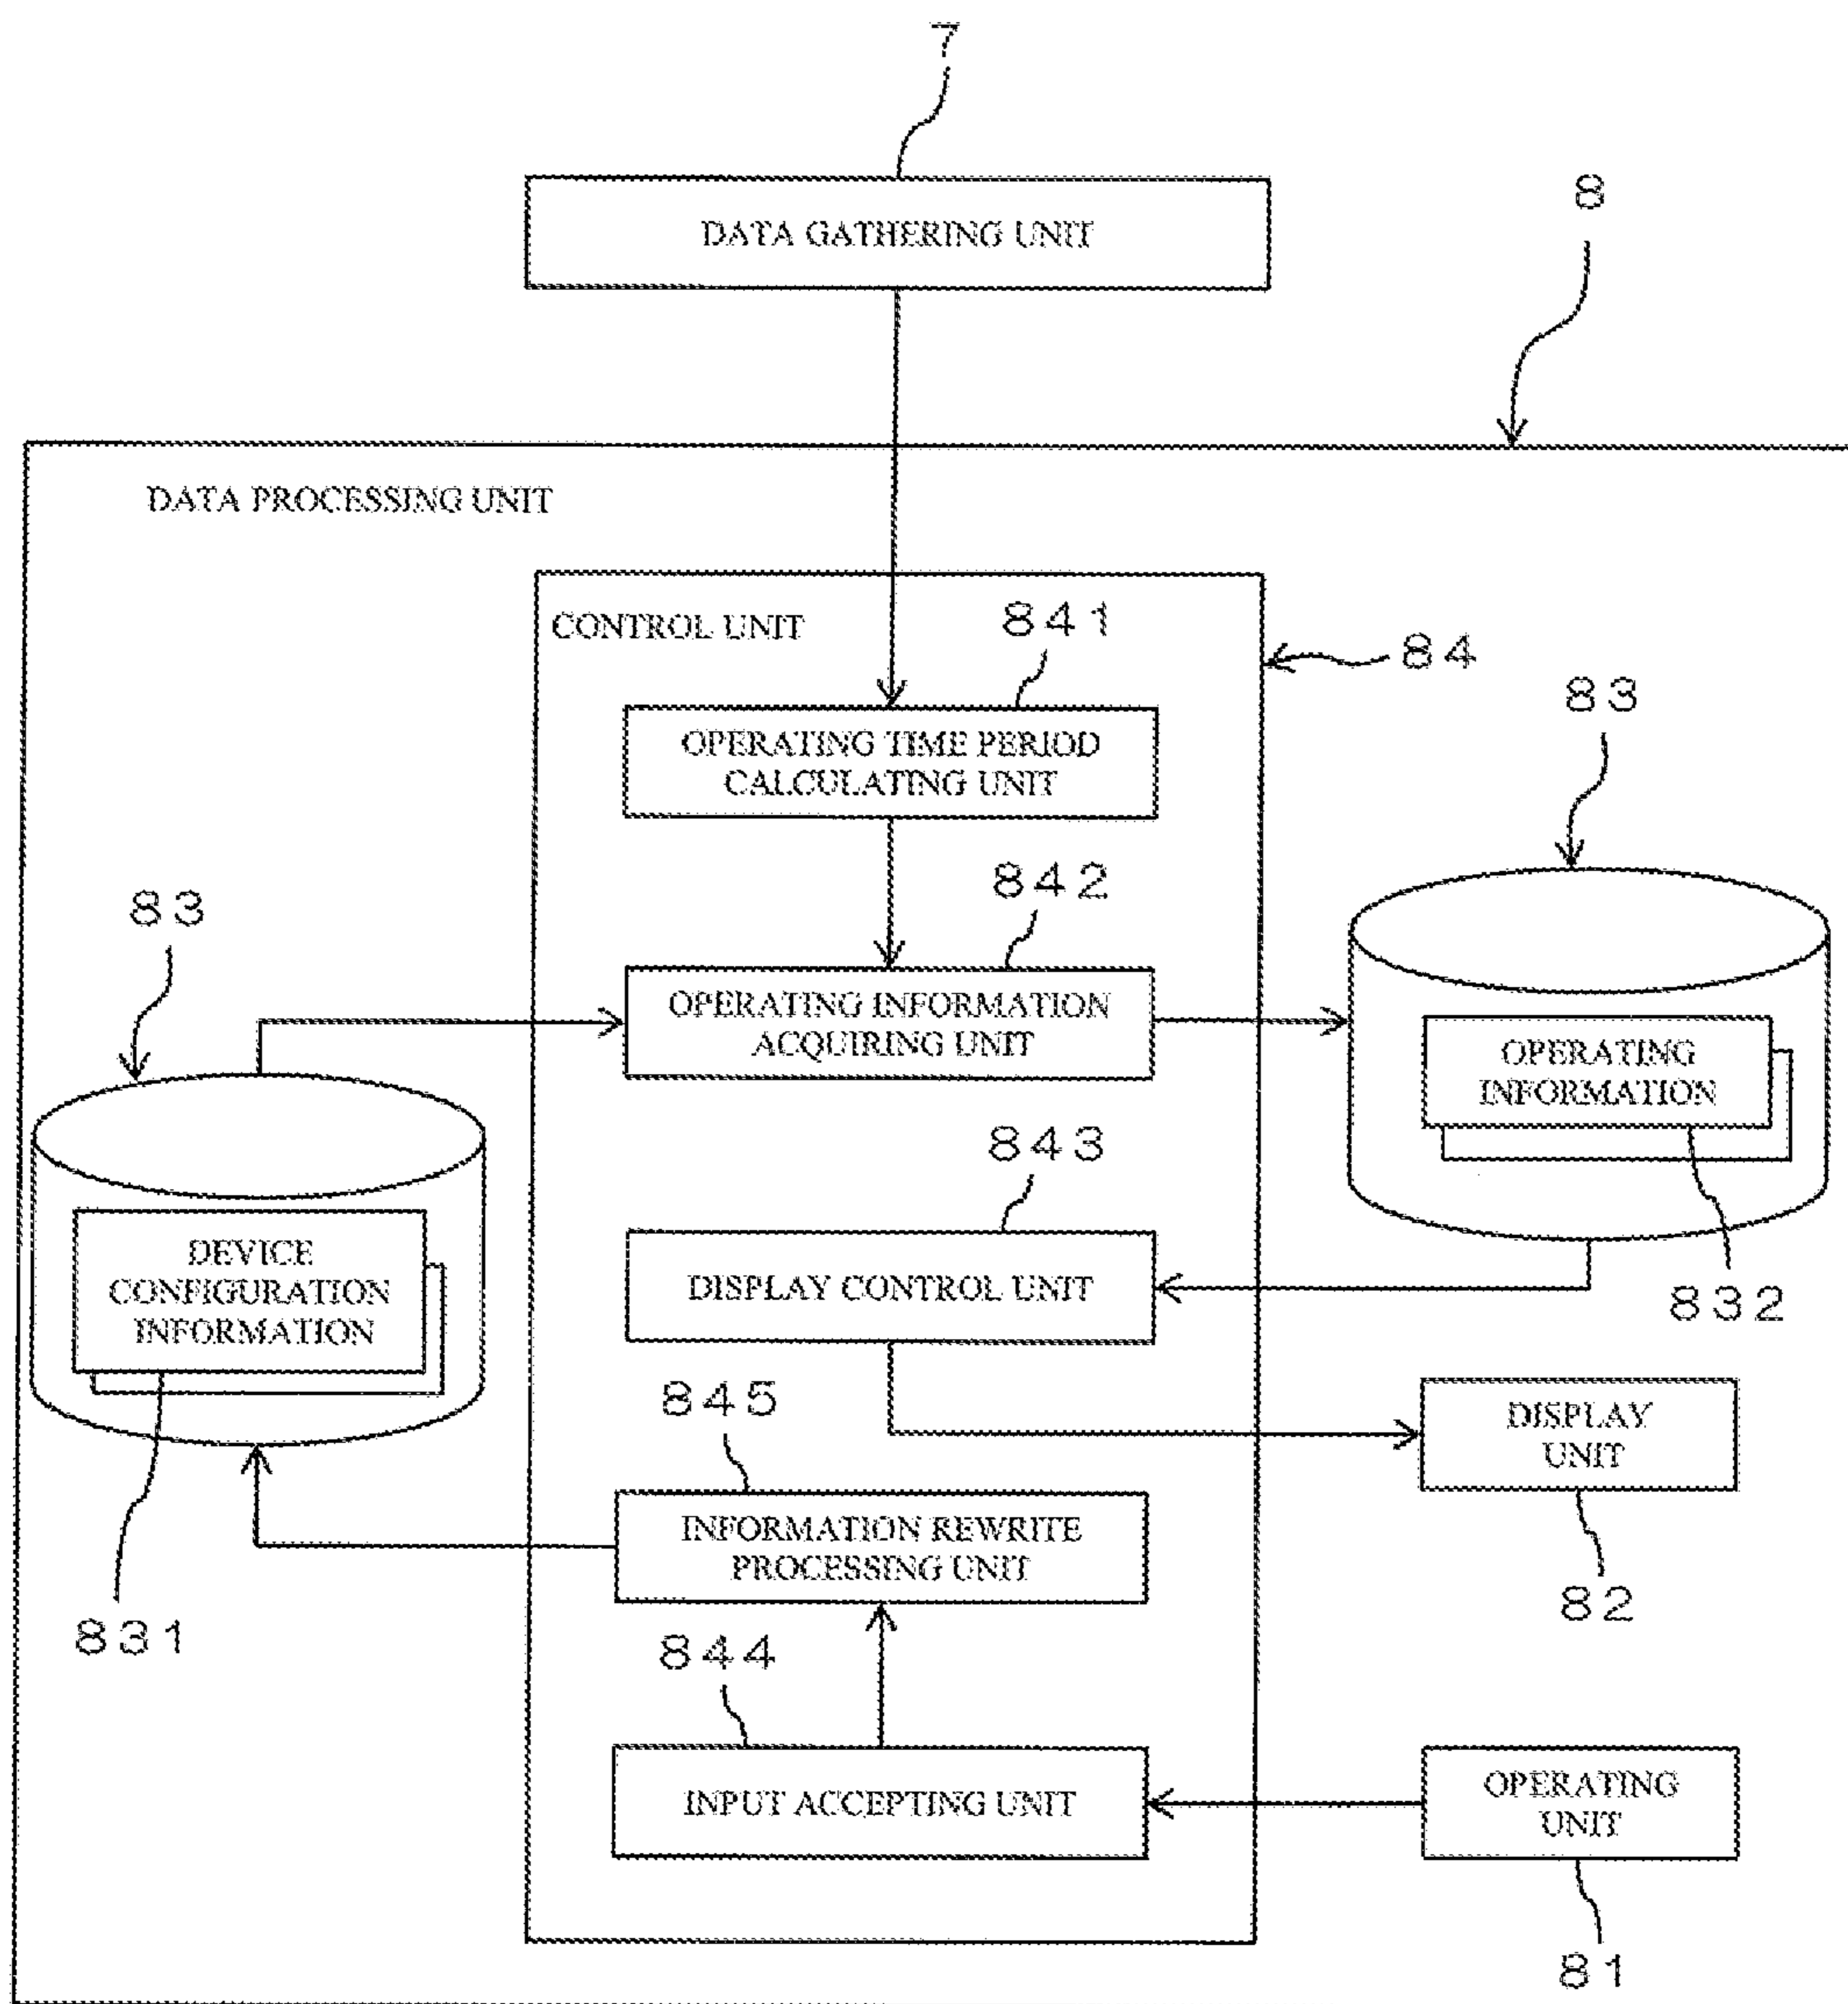 7
DATA GATHERING UNIT
8
DATA PROCESSING UNIT
CONTROL UNIT
841
84
OPERATING TIME PERIOD
CALCULATING UNIT
83
842
83
OPERATING INFORMATION
ACQUIRING UNIT
OPERATING
INFORMATION
843
832
DEVICE
CONFIGURATION
INFORMATION
DISPLAY CONTROL UNIT
845
DISPLAY
UNIT
INFORMATION REWRITE
PROCESSING UNIT
82
831
844
INPUT ACCEPTING UNIT
OPERATING
UNIT
81